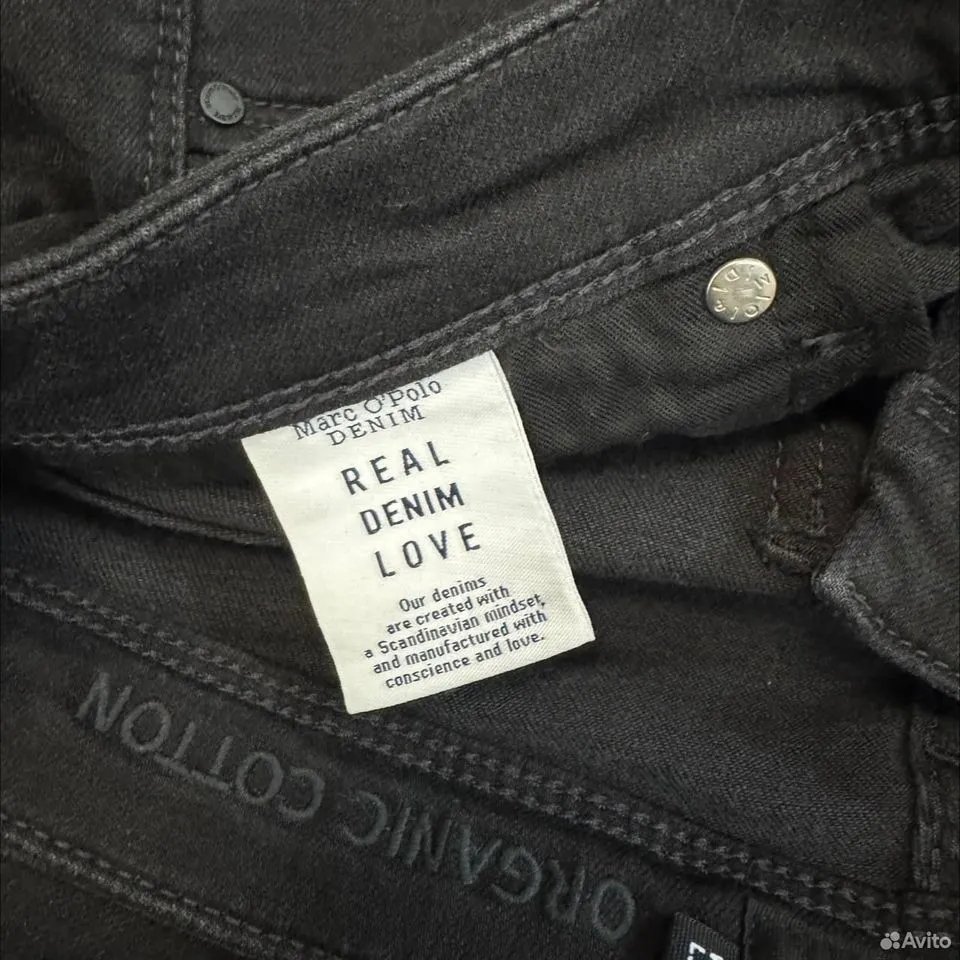 Marc O'Polo
DENIM
REAL
DENIM
LOVE
Our denims
are created with
a Scandinavian mindset,
and manufactured with
conscience and love.
ORGANIC COTTON
Avito